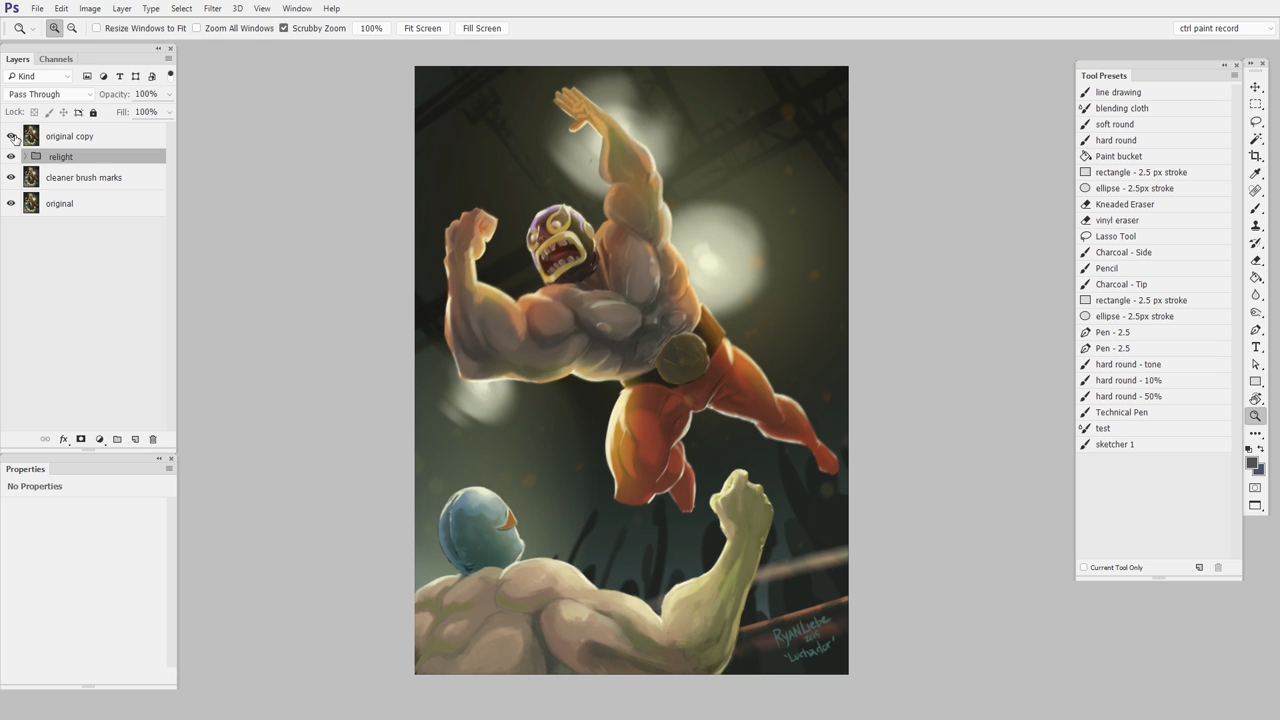 Ps File Edit Image Layer Type Select Filter 3D View Window Help
Resize Windows to Fit Zoom All Windows Scrubby Zoom 100% Fit Screen Fill Screen ctrl paint record
Layers Channels
Kind
Pass Through Opacity: 100%
Lock: Fill: 100%
original copy
relight
cleaner brush marks
original
fx
Properties
No Properties
RYAN Liebe
2015
"Luchador"
Tool Presets
line drawing
blending cloth
soft round
hard round
Paint bucket
rectangle - 2.5 px stroke
ellipse - 2.5px stroke
Kneaded Eraser
vinyl eraser
Lasso Tool
Charcoal - Side
Pencil
Charcoal - Tip
rectangle - 2.5 px stroke
ellipse - 2.5px stroke
Pen - 2.5
Pen - 2.5
hard round - tone
hard round - 10%
hard round - 50%
Technical Pen
test
sketcher 1
Current Tool Only